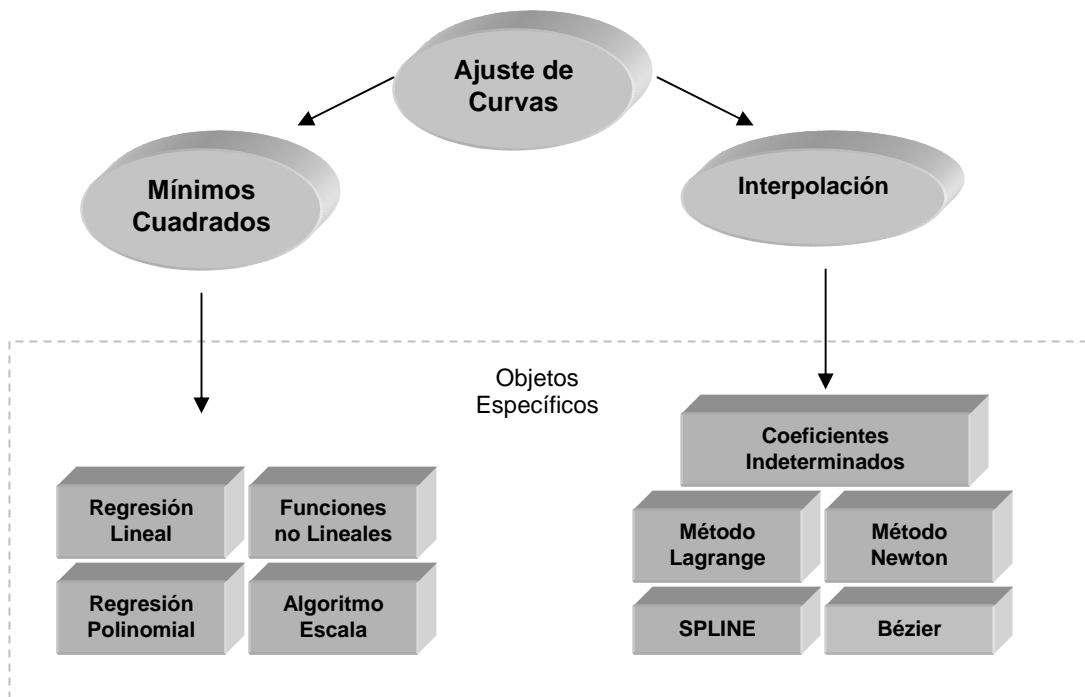 Ajuste de
Curvas
Mínimos
Cuadrados
Interpolación
Objetos
Específicos
Regresión
Lineal
Funciones
no Lineales
Regresión
Polinomial
Algoritmo
Escala
Coeficientes
Indeterminados
Método
Lagrange
Método
Newton
SPLINE
Bézier